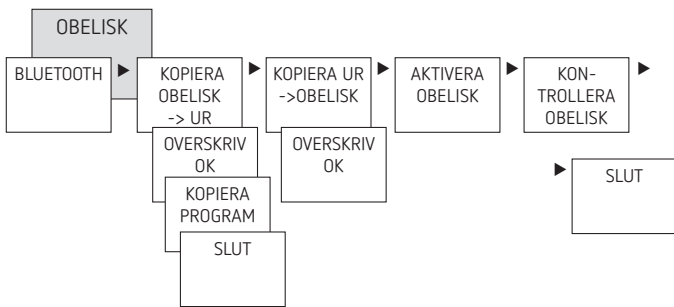 OBELISK
BLUETOOTH
KOPIERA
OBELISK
-> UR
OVERSKRIV
OK
KOPIERA
PROGRAM
SLUT
KOPIERA UR
->OBELISK
OVERSKRIV
OK
AKTIVERA
OBELISK
KON-
TROLLERA
OBELISK
SLUT